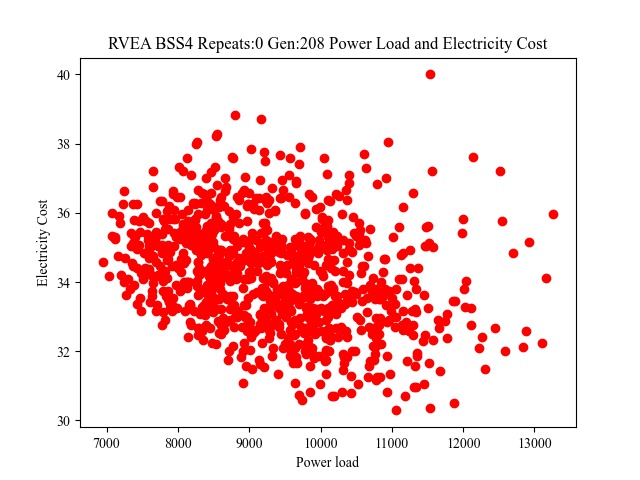 RVEA BSS4 Repeats:0 Gen:208 Power Load and Electricity Cost
40
38
36
34
32
30
Electricity Cost
7000 8000 9000 10000 11000 12000 13000
Power load